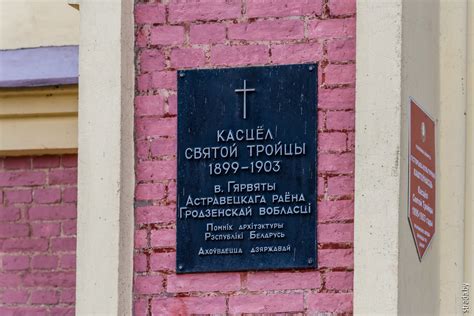 КАСЦЁЛ
СВЯТОЙ ТРОЙЦЫ
1899-1903
В. ГЯРВЯТЫ
АСТРАВЕЦКАГА РАЁНА
ГРОДЗЕНСКАЙ ВОБЛАСЦІ
ПОМНІК АРХІТЭКТУРЫ
РЭСПУБЛІКІ БЕЛАРУСЬ
АХОЎВАЕЦЦА ДЗЯРЖАВАЙ